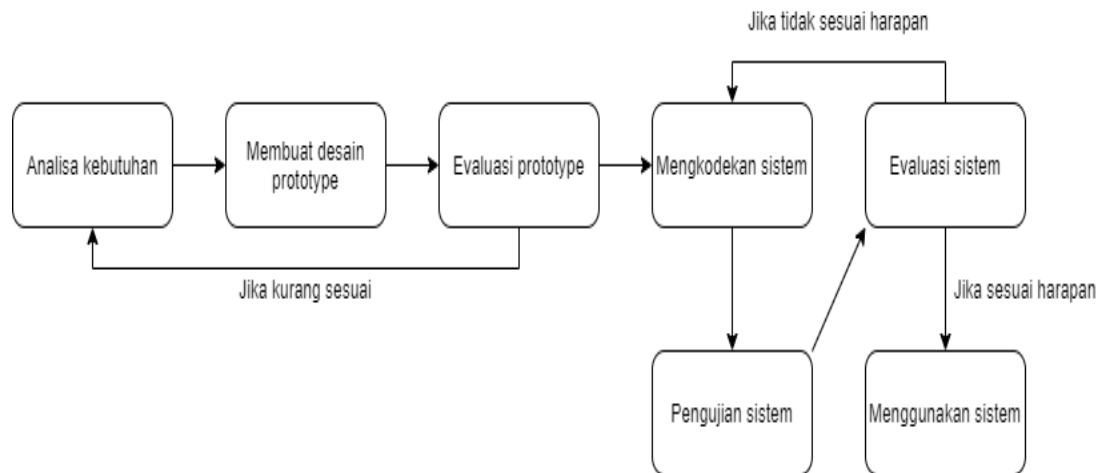 Jika tidak sesuai harapan
Analisa kebutuhan
Membuat desain
prototype
Evaluasi prototype
Mengkodekan sistem
Evaluasi sistem
Jika kurang sesuai
Jika sesuai harapan
Pengujian sistem
Menggunakan sistem